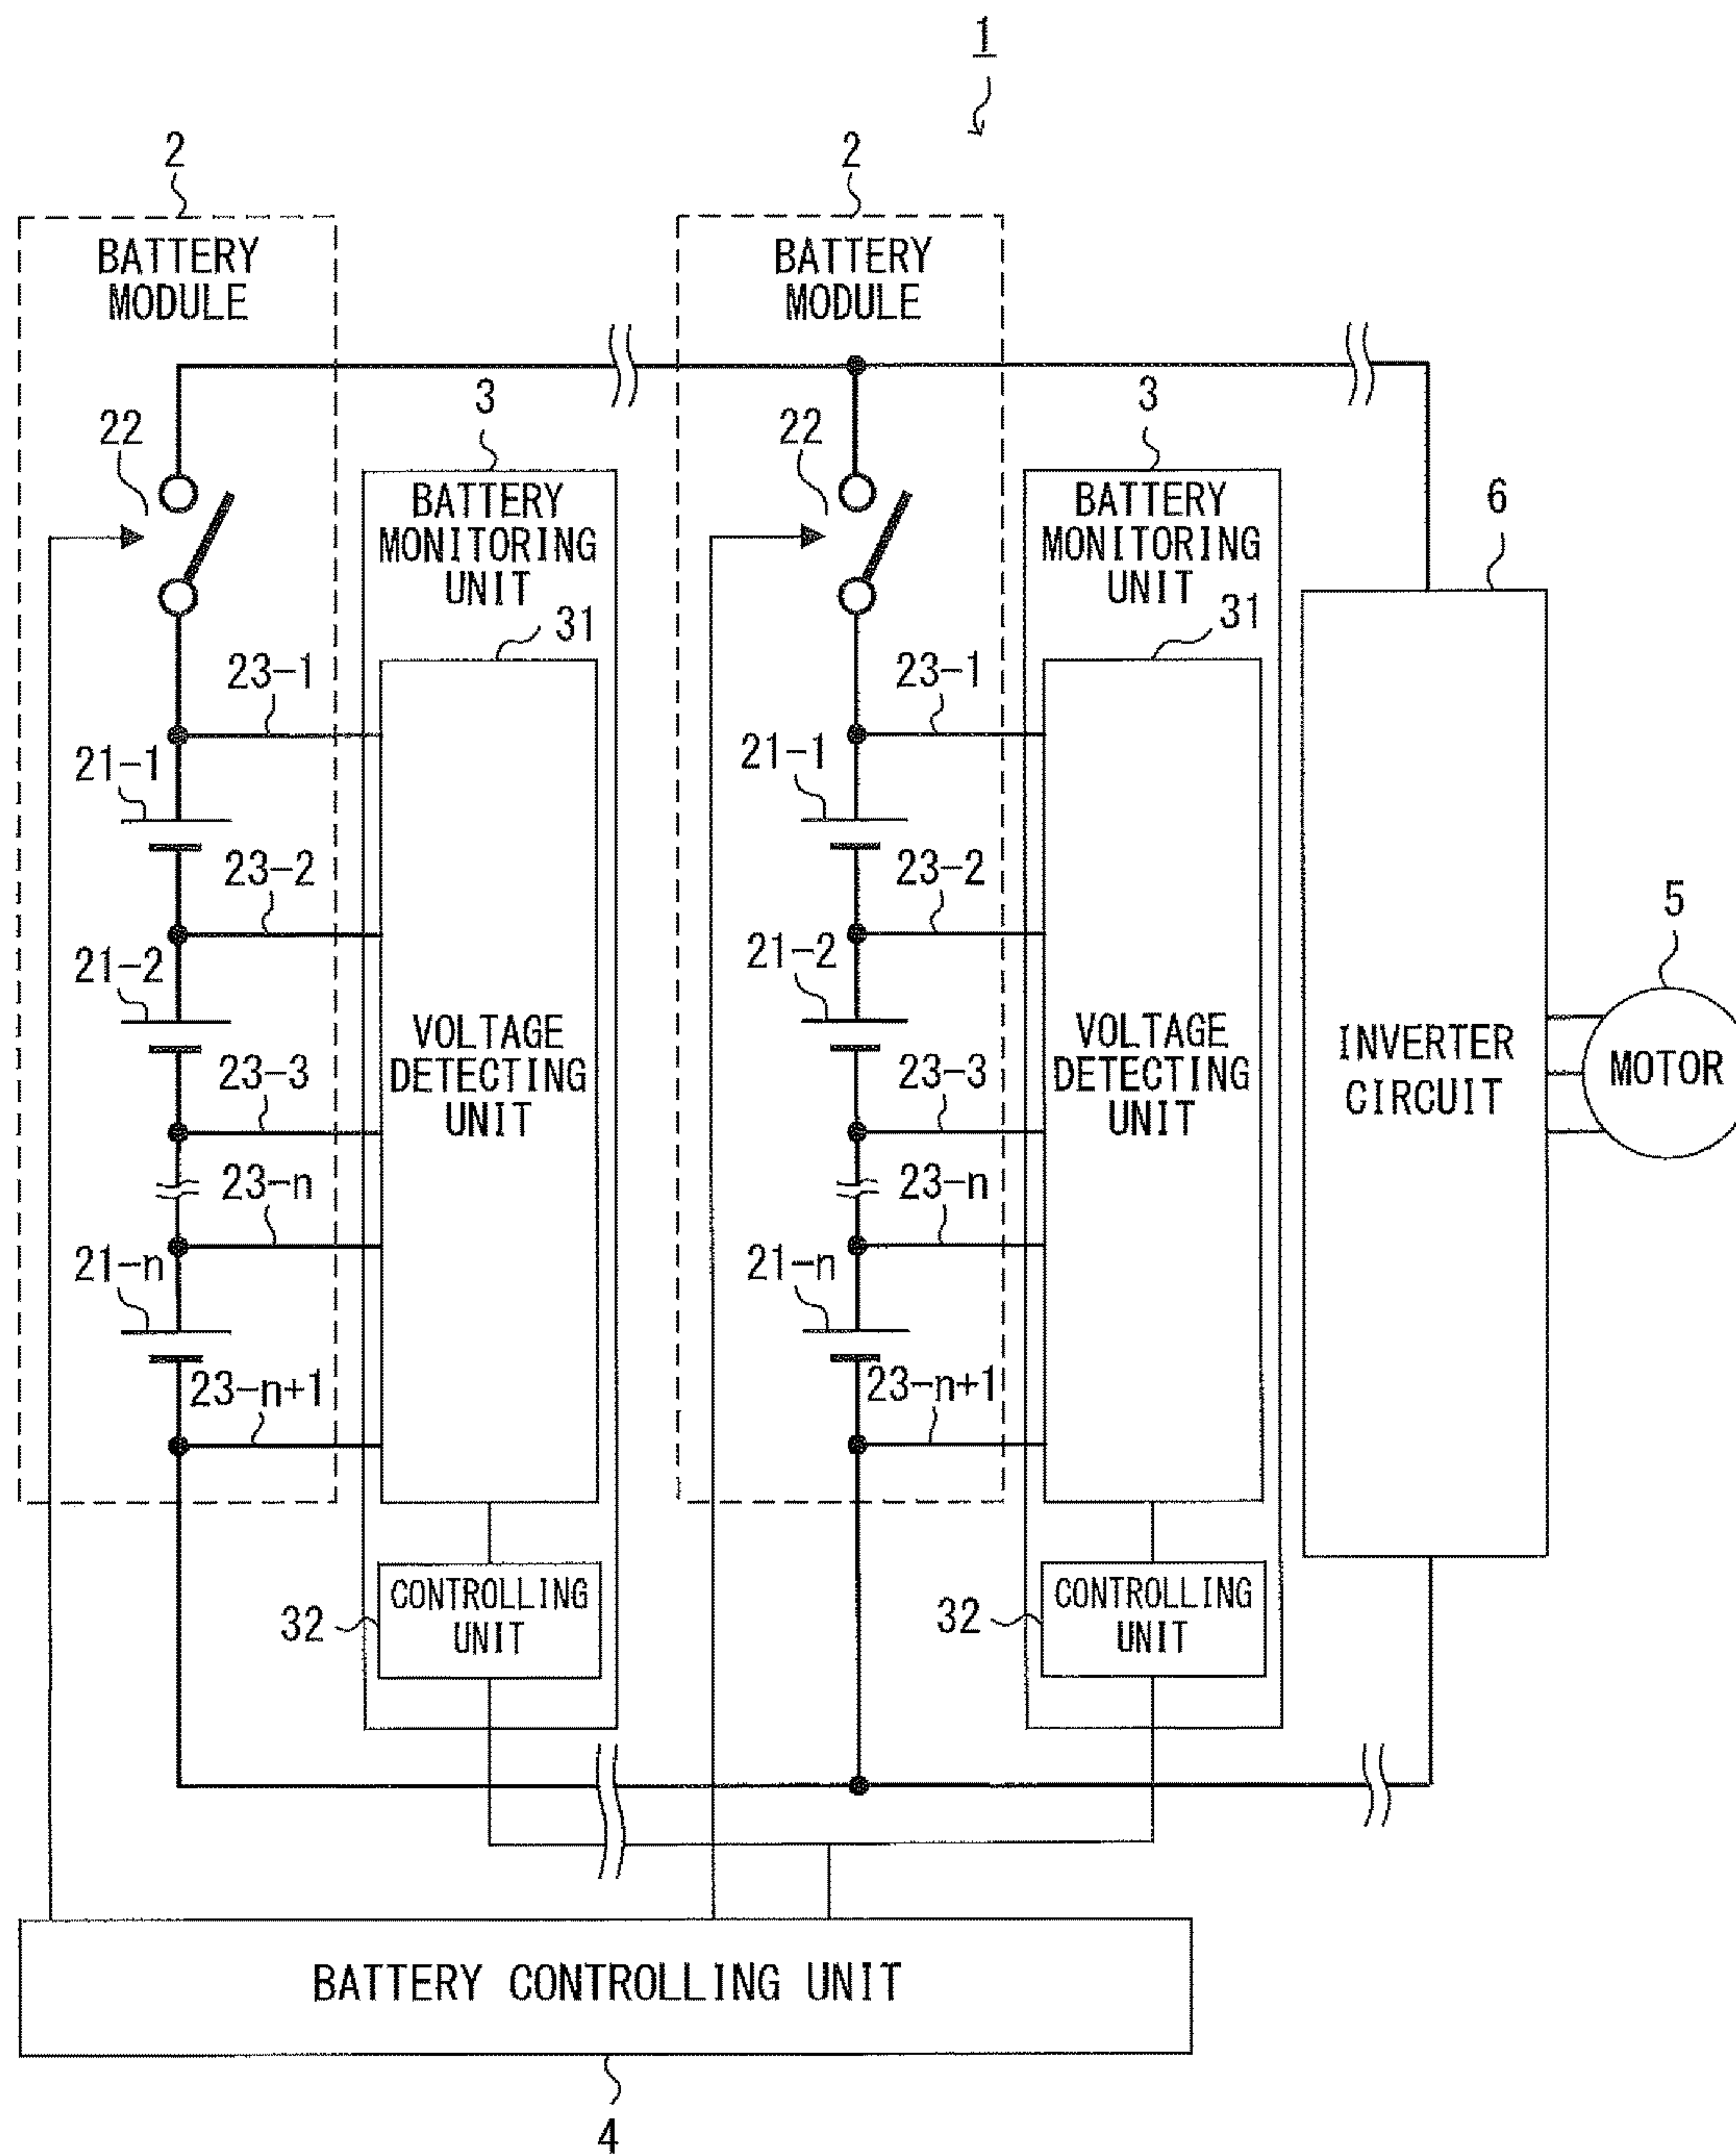 1
2
2
BATTERY
MODULE
BATTERY
MODULE
3
3
22
22
BATTERY
MONITORING
UNIT
BATTERY
MONITORING
UNIT
6
31
31
23-1
23-1
21-1
21-1
23-2
23-2
5
21-2
21-2
VOLTAGE
DETECTING
UNIT
VOLTAGE
DETECTING
UNIT
INVERTER
CIRCUIT
MOTOR
23-3
23-3
23-n
23-n
21-n
21-n
23-n+1
23-n+1
CONTROLLING
UNIT
CONTROLLING
UNIT
32
32
BATTERY CONTROLLING UNIT
4